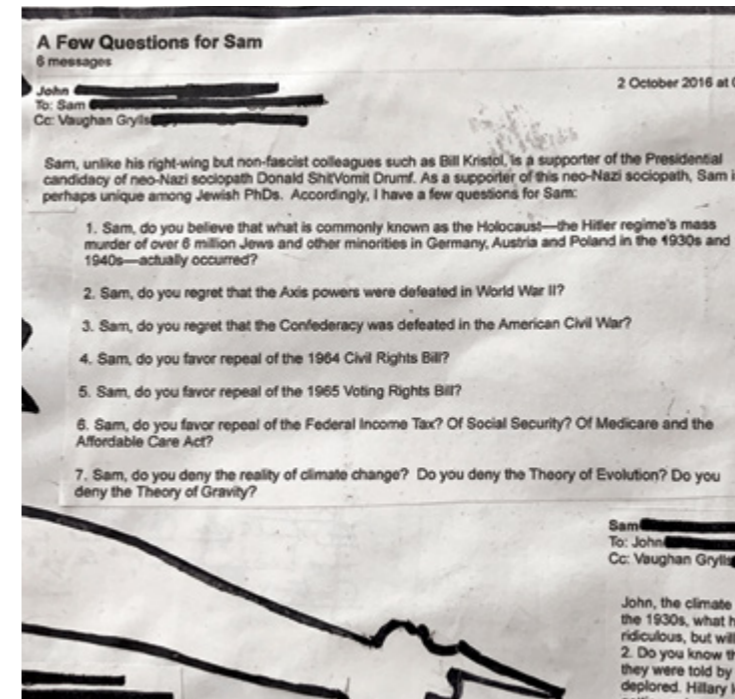 A Few Questions for Sam
6 messages
John
2 October 2016 at
To: Sam
Cc: Vaughan Grylls
Sam, unlike his right-wing but non-fascist colleagues such as Bill Kristol, is a supporter of the Presidential
candidacy of neo-Nazi sociopath Donald ShitVomit Drumf. As a supporter of this neo-Nazi sociopath, Sam i
perhaps unique among Jewish PhDs. Accordingly, I have a few questions for Sam:
1. Sam, do you believe that what is commonly known as the Holocaust—the Hitler regime's mass
murder of over 6 million Jews and other minorities in Germany, Austria and Poland in the 1930s and
1940s—actually occurred?
2. Sam, do you regret that the Axis powers were defeated in World War II?
3. Sam, do you regret that the Confederacy was defeated in the American Civil War?
4. Sam, do you favor repeal of the 1964 Civil Rights Bill?
5. Sam, do you favor repeal of the 1965 Voting Rights Bill?
6. Sam, do you favor repeal of the Federal Income Tax? Of Social Security? Of Medicare and the
Affordable Care Act?
7. Sam, do you deny the reality of climate change? Do you deny the Theory of Evolution? Do you
deny the Theory of Gravity?
Sam
To: John
Cc: Vaughan Grylls
John, the climate
the 1930s, what h
ridiculous, but will
2. Do you know th
they were told by
deplored. Hillary